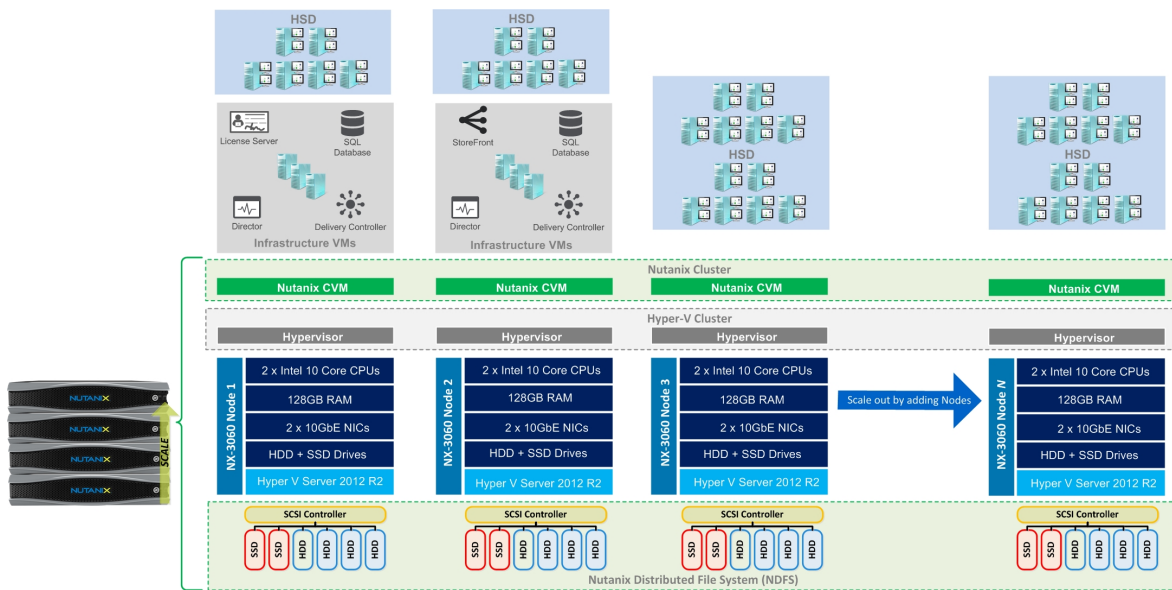 HSD
HSD
License Server
SQL
Database
StoreFront
SQL
Database
HSD
HSD
HSD
HSD
Director
Delivery Controller
Director
Delivery Controller
Infrastructure VMs
Infrastructure VMs
Nutanix Cluster
Nutanix CVM
Nutanix CVM
Nutanix CVM
Nutanix CVM
Hyper-V Cluster
Hypervisor
Hypervisor
Hypervisor
Hypervisor
NUTANIX
NUTANIX
NUTANIX
NUTANIX
SCALE
NX-3060 Node 1
2 x Intel 10 Core CPUs
128GB RAM
2 x 10GbE NICs
HDD + SSD Drives
Hyper V Server 2012 R2
NX-3060 Node 2
2 x Intel 10 Core CPUs
128GB RAM
2 x 10GbE NICs
HDD + SSD Drives
Hyper V Server 2012 R2
NX-3060 Node 3
2 x Intel 10 Core CPUs
128GB RAM
2 x 10GbE NICs
HDD + SSD Drives
Hyper V Server 2012 R2
Scale out by adding Nodes
NX-3060 Node N
2 x Intel 10 Core CPUs
128GB RAM
2 x 10GbE NICs
HDD + SSD Drives
Hyper V Server 2012 R2
SCSI Controller
SSD
SSD
HDD
HDD
HDD
HDD
SCSI Controller
SSD
SSD
HDD
HDD
HDD
HDD
SCSI Controller
SSD
SSD
HDD
HDD
HDD
HDD
SCSI Controller
SSD
SSD
HDD
HDD
HDD
HDD
Nutanix Distributed File System (NDFS)